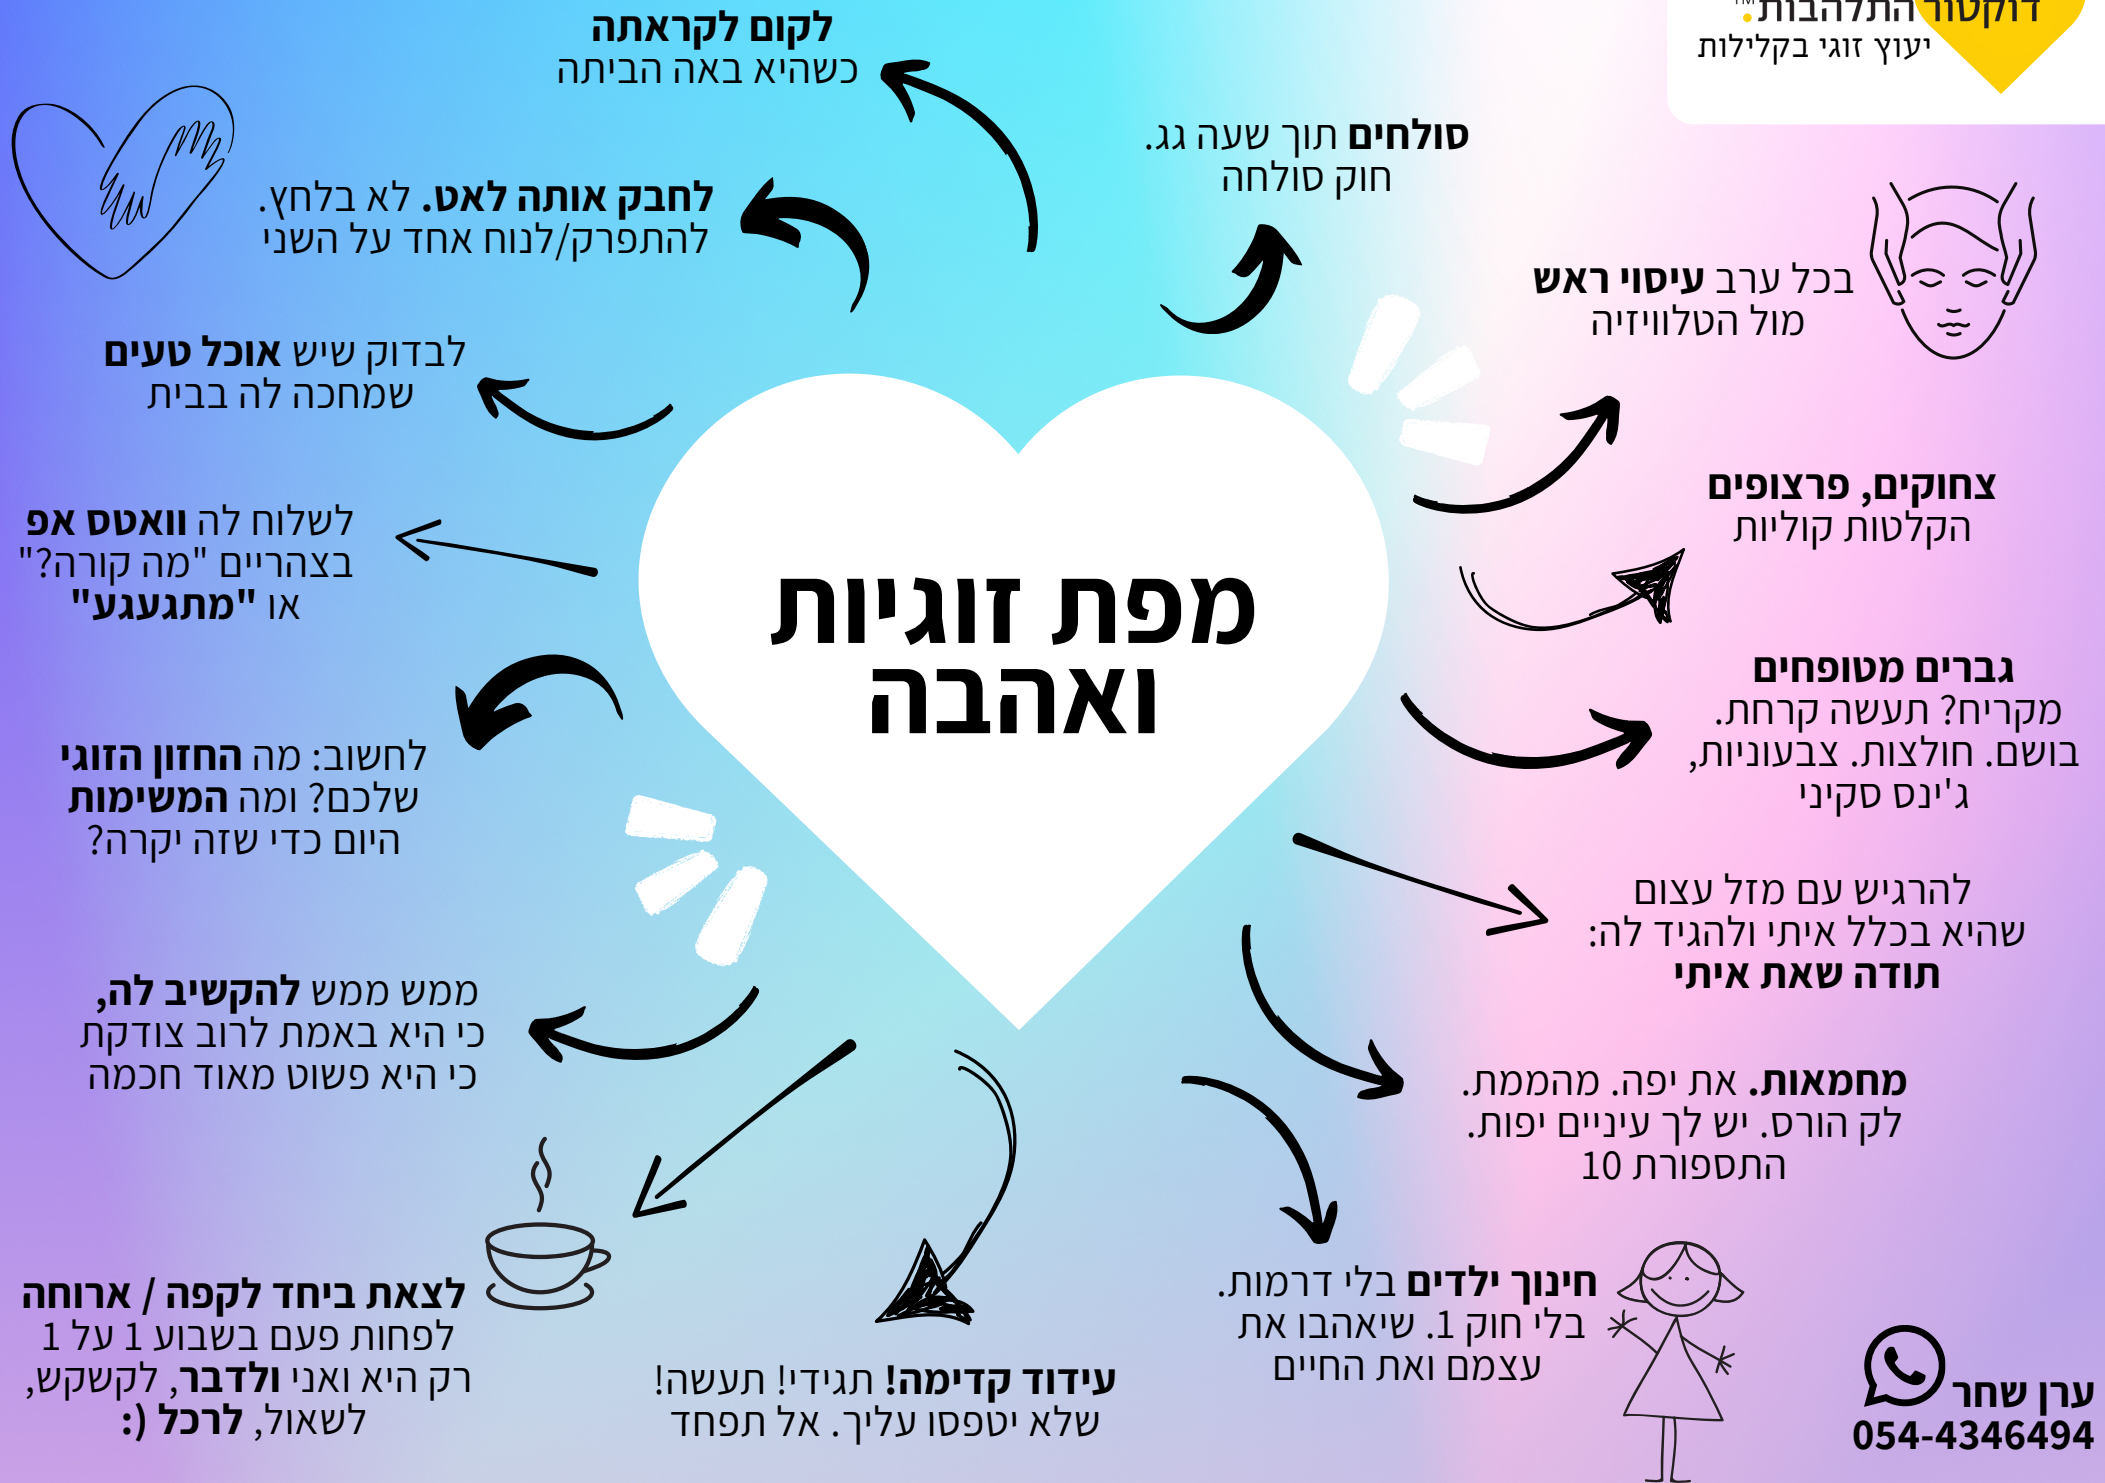 דוקטור התלהבות™
יעוץ זוגי בקלילות
לקום לקראתה
כשהיא באה הביתה
סולחים תוך שעה גג.
חוק סולחה
לחבק אותה לאט. לא בלחץ.
להתפרק/לנוח אחד על השני
בכל ערב עיסוי ראש
מול הטלוויזיה
לבדוק שיש אוכל טעים
שמחכה לה בבית
צחוקים, פרצופים
הקלטות קוליות
לשלוח לה וואטס אפ
בצהריים "מה קורה?"
או "מתגעגע"
מפת זוגיות
ואהבה
גברים מטופחים
מקריח? תעשה קרחת.
בושם. חולצות. צבעוניות,
ג'ינס סקיני
לחשוב: מה החזון הזוגי
שלכם? ומה המשימות
היום כדי שזה יקרה?
להרגיש עם מזל עצום
שהיא בכלל איתי ולהגיד לה:
תודה שאת איתי
ממש ממש להקשיב לה,
כי היא באמת לרוב צודקת
כי היא פשוט מאוד חכמה
מחמאות. את יפה. מהממת.
לק הורס. יש לך עיניים יפות.
התספורת 10
לצאת ביחד לקפה / ארוחה
לפחות פעם בשבוע 1 על 1
רק היא ואני ולדבר, לקשקש,
לשאול, לרכל (:
עידוד קדימה! תגידי! תעשה!
שלא יטפסו עליך. אל תפחד
חינוך ילדים בלי דרמות.
בלי חוק 1. שיאהבו את
עצמם ואת החיים
ערן שחר
054-4346494